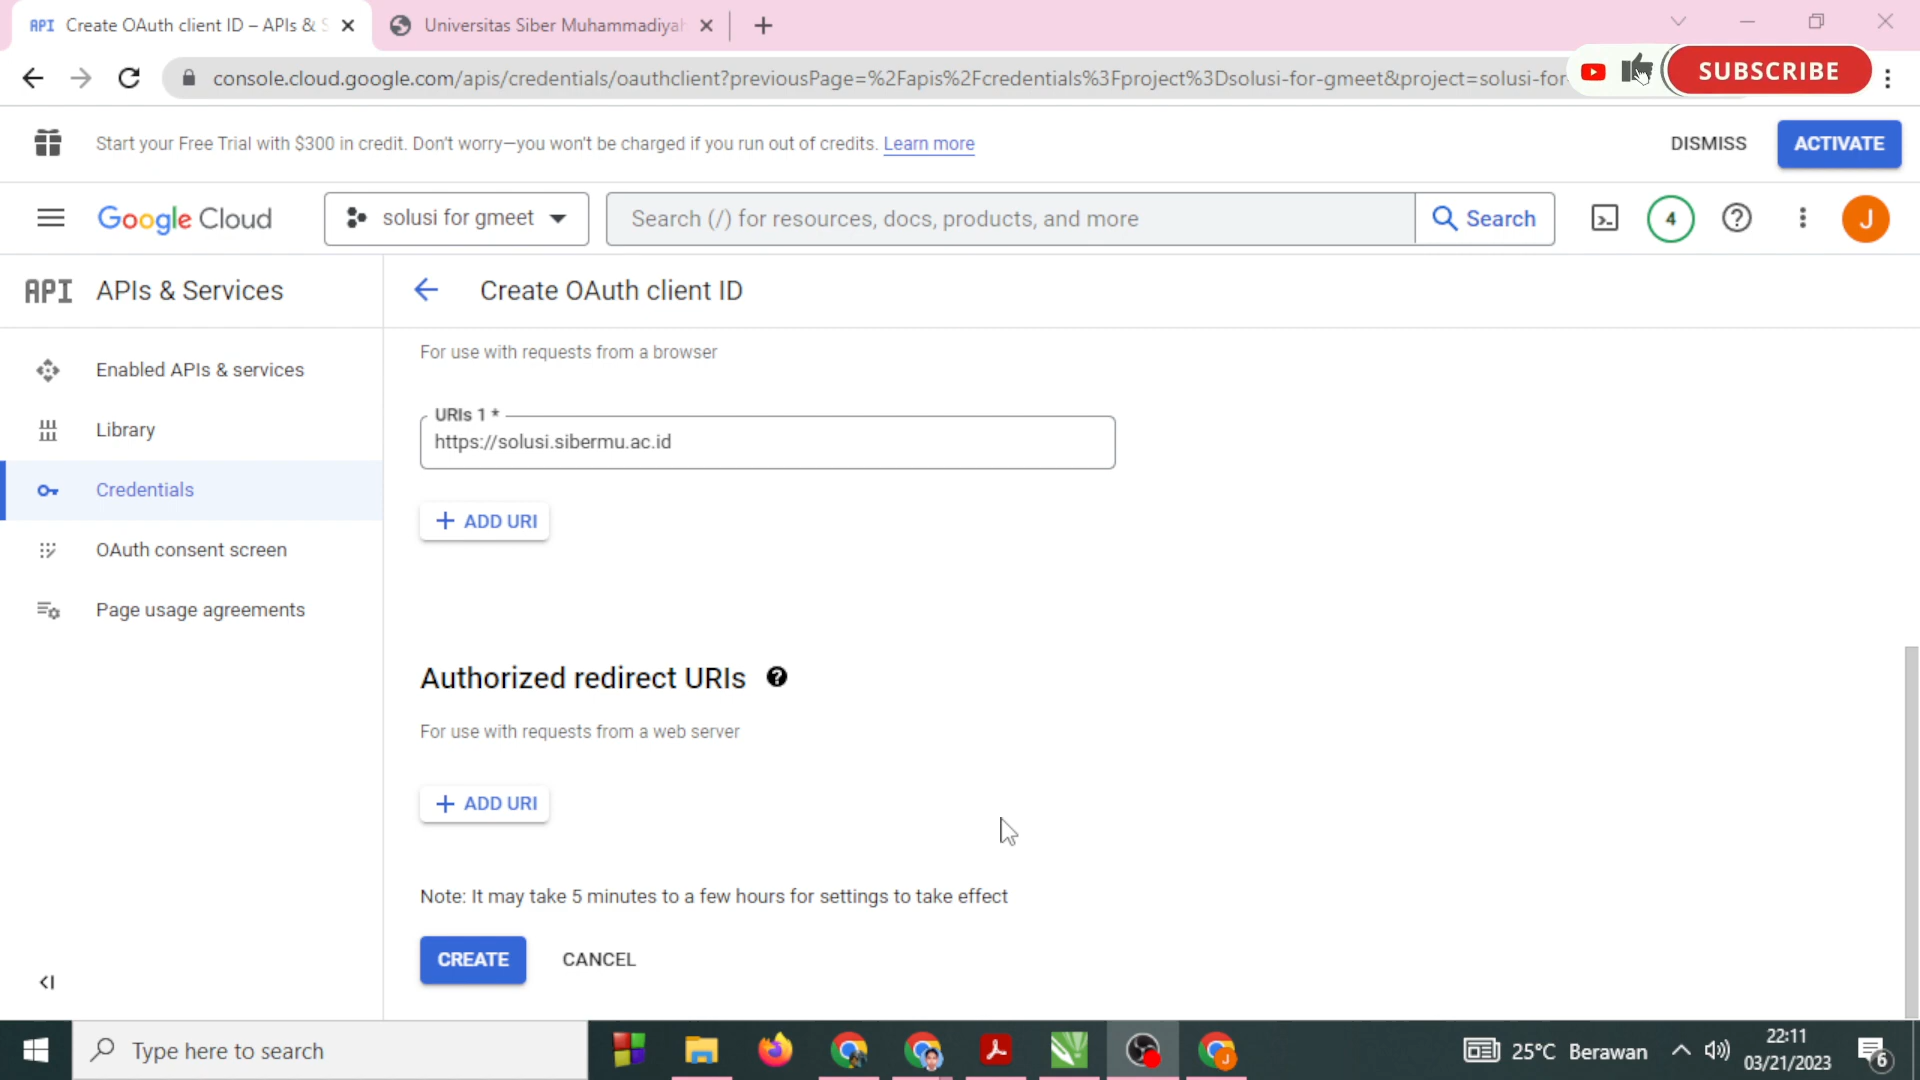 API Create OAuth client ID – APIs & S
Universitas Siber Muhammadiyah
console.cloud.google.com/apis/credentials/oauthclient?previousPage=%2Fapis%2Fcredentials%3Fproject%3Dsolusi-for-gmeet&project=solusi-for
SUBSCRIBE
Start your Free Trial with $300 in credit. Don't worry—you won't be charged if you run out of credits. Learn more
DISMISS
ACTIVATE
Google Cloud
solusi for gmeet
Search (/) for resources, docs, products, and more
Search
4
J
API APIs & Services
Create OAuth client ID
Enabled APIs & services
Library
Credentials
OAuth consent screen
Page usage agreements
For use with requests from a browser
URIs 1 *
https://solusi.sibermu.ac.id
+ ADD URI
Authorized redirect URIs
For use with requests from a web server
+ ADD URI
Note: It may take 5 minutes to a few hours for settings to take effect
CREATE
CANCEL
Type here to search
J
25°C Berawan
22:11
03/21/2023
6